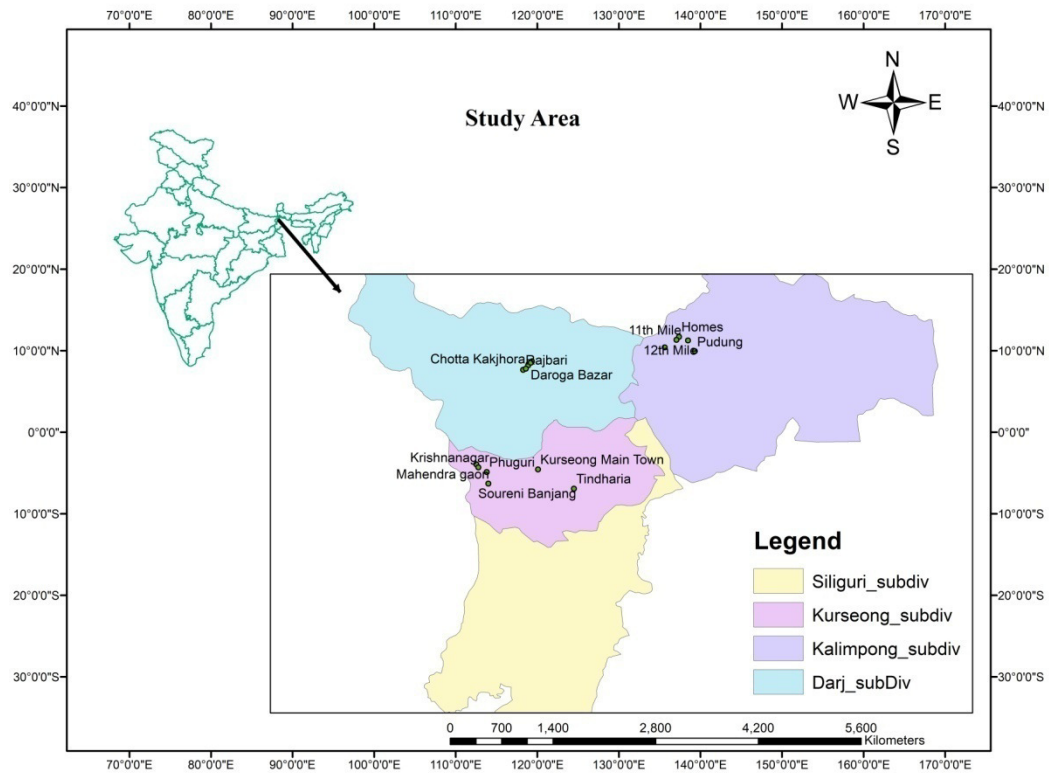 70°0'0"E 80°0'0"E 90°0'0"E 100°0'0"E 110°0'0"E 120°0'0"E 130°0'0"E 140°0'0"E 150°0'0"E 160°0'0"E 170°0'0"E
N
W E
S
Study Area
40°0'0"N 40°0'0"N
30°0'0"N 30°0'0"N
20°0'0"N 20°0'0"N
10°0'0"N 10°0'0"N
0°0'0" 0°0'0"
10°0'0"S 10°0'0"S
20°0'0"S 20°0'0"S
30°0'0"S 30°0'0"S
11th Mile Homes
12th Mile Pudung
Chotta Kakjhora Rajbari
Daroga Bazar
Krishnanagar Phuguri Kurseong Main Town
Mahendra gaon
Soureni Banjang Tindharia
Legend
Siliguri_subdiv
Kurseong_subdiv
Kalimpong_subdiv
Darj_subDiv
0 700 1,400 2,800 4,200 5,600
Kilometers
70°0'0"E 80°0'0"E 90°0'0"E 100°0'0"E 110°0'0"E 120°0'0"E 130°0'0"E 140°0'0"E 150°0'0"E 160°0'0"E 170°0'0"E